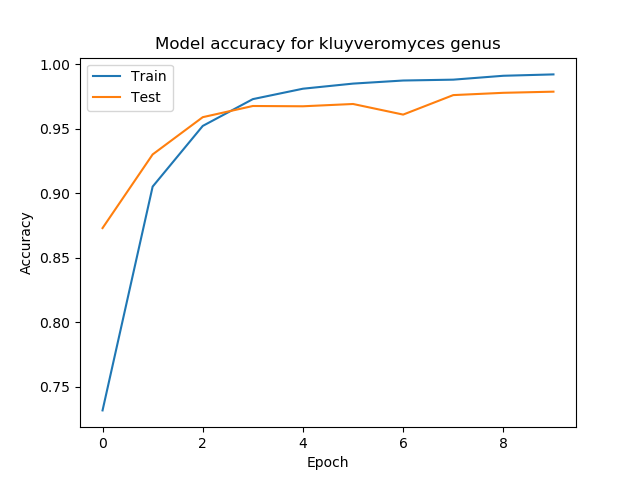 Model accuracy for kluyveromyces genus
Train
Test
1.00
0.95
0.90
0.85
0.80
0.75
Accuracy
0 2 4 6 8
Epoch